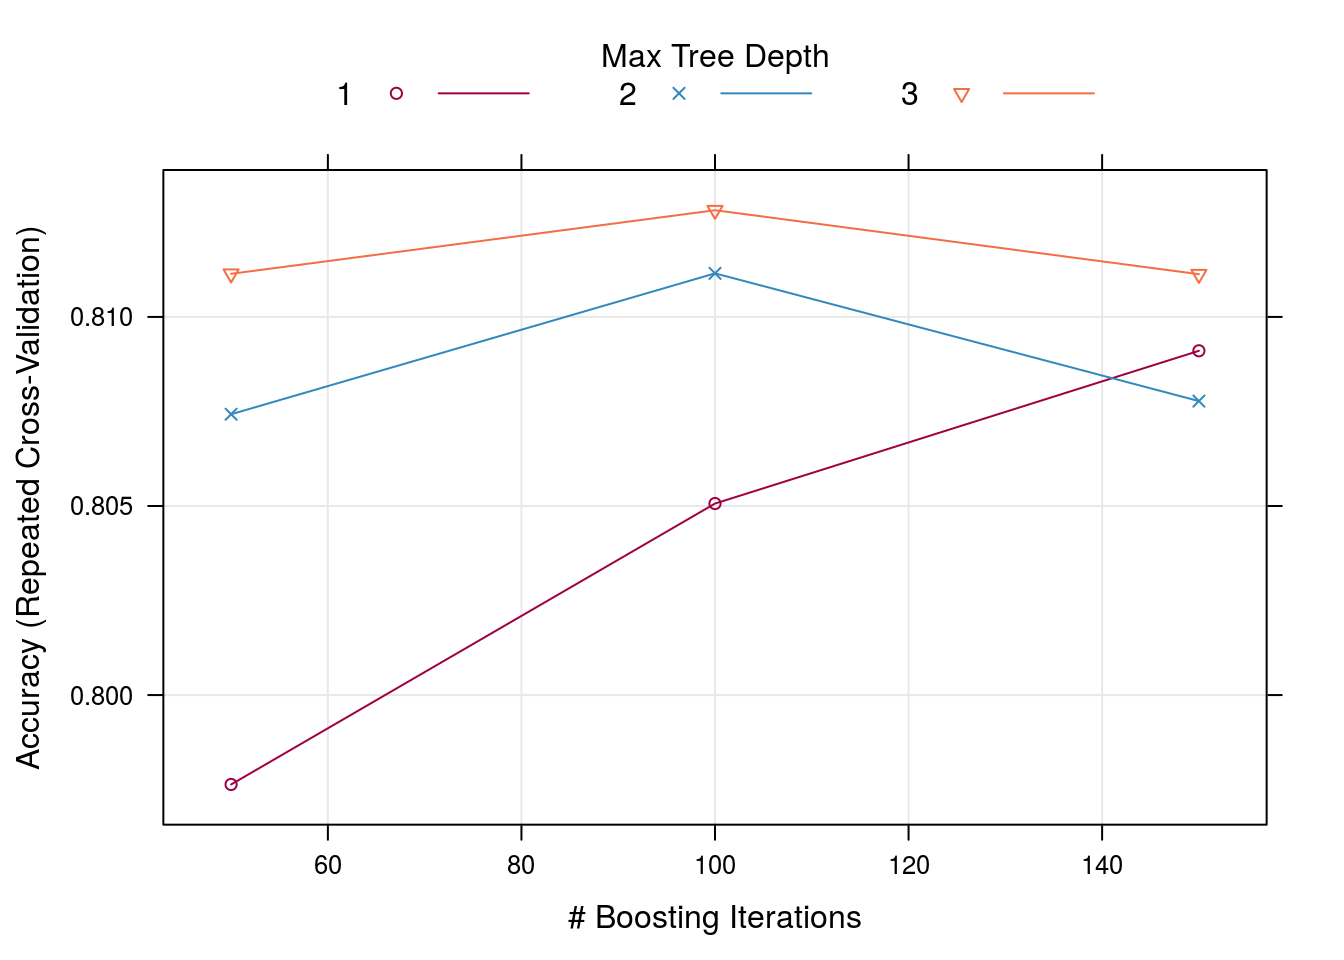 Max Tree Depth
1 2 3
Accuracy (Repeated Cross-Validation)
0.810
0.805
0.800
60 80 100 120 140
# Boosting Iterations